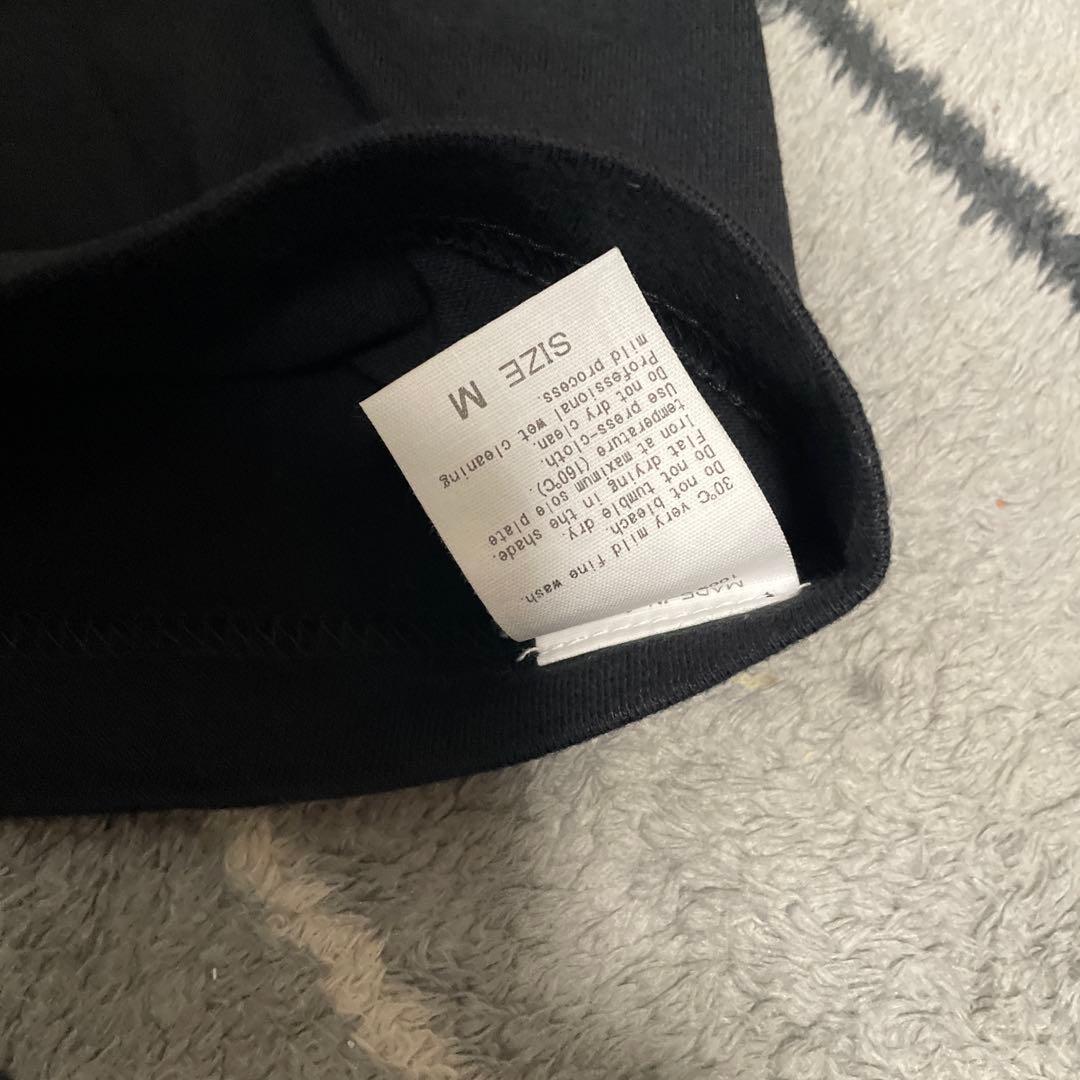 30℃ very mild fine wash.
Do not bleach.
Do not tumble dry.
Flat drying in the shade.
Iron at maximum sole plate
temperature (160℃).
Use press-cloth.
Do not dry clean.
Professional wet cleaning
mild process.
SIZE M
MADE